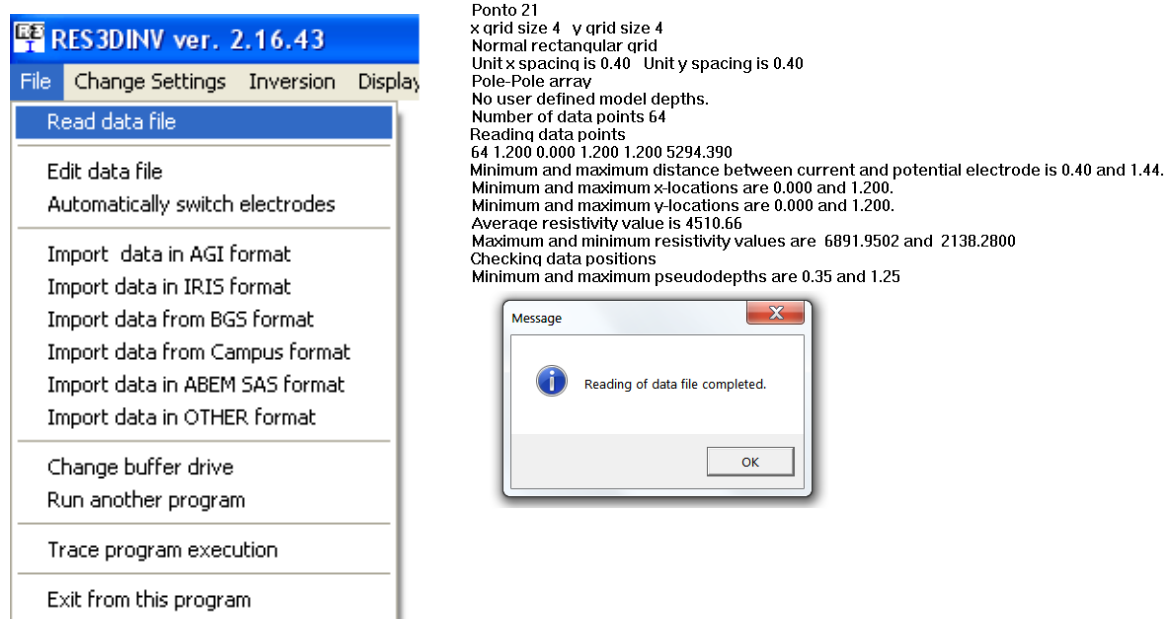 RES3DINV ver. 2.16.43
File Change Settings Inversion Display
Read data file
Edit data file
Automatically switch electrodes
Import data in AGI format
Import data in IRIS format
Import data from BGS format
Import data from Campus format
Import data in ABEM SAS format
Import data in OTHER format
Change buffer drive
Run another program
Trace program execution
Exit from this program
Ponto 21
x grid size 4 y grid size 4
Normal rectangular grid
Unit x spacing is 0.40 Unit y spacing is 0.40
Pole-Pole array
No user defined model depths.
Number of data points 64
Reading data points
64 1.200 0.000 1.200 1.200 5294.390
Minimum and maximum distance between current and potential electrode is 0.40 and 1.44.
Minimum and maximum x-locations are 0.000 and 1.200.
Minimum and maximum y-locations are 0.000 and 1.200.
Average resistivity value is 4510.66
Maximum and minimum resistivity values are 6891.9502 and 2138.2800
Checking data positions
Minimum and maximum pseudodepths are 0.35 and 1.25
Message
Reading of data file completed.
OK